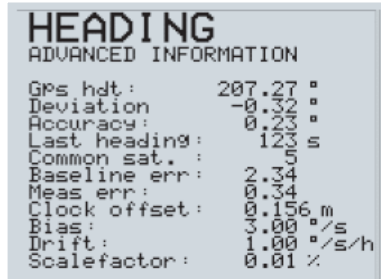 HEADING
ADVANCED INFORMATION
Gps hdt: 207.27 °
Deviation -0.32 °
Accuracy: 0.23 °
Last heading: 123 s
Common sat. : 5
Baseline err: 2.34
Meas err: 0.34
Clock offset: 0.156 m
Bias: 3.00 °/s
Drift: 1.00 °/s/h
Scalefactor: 0.01 %